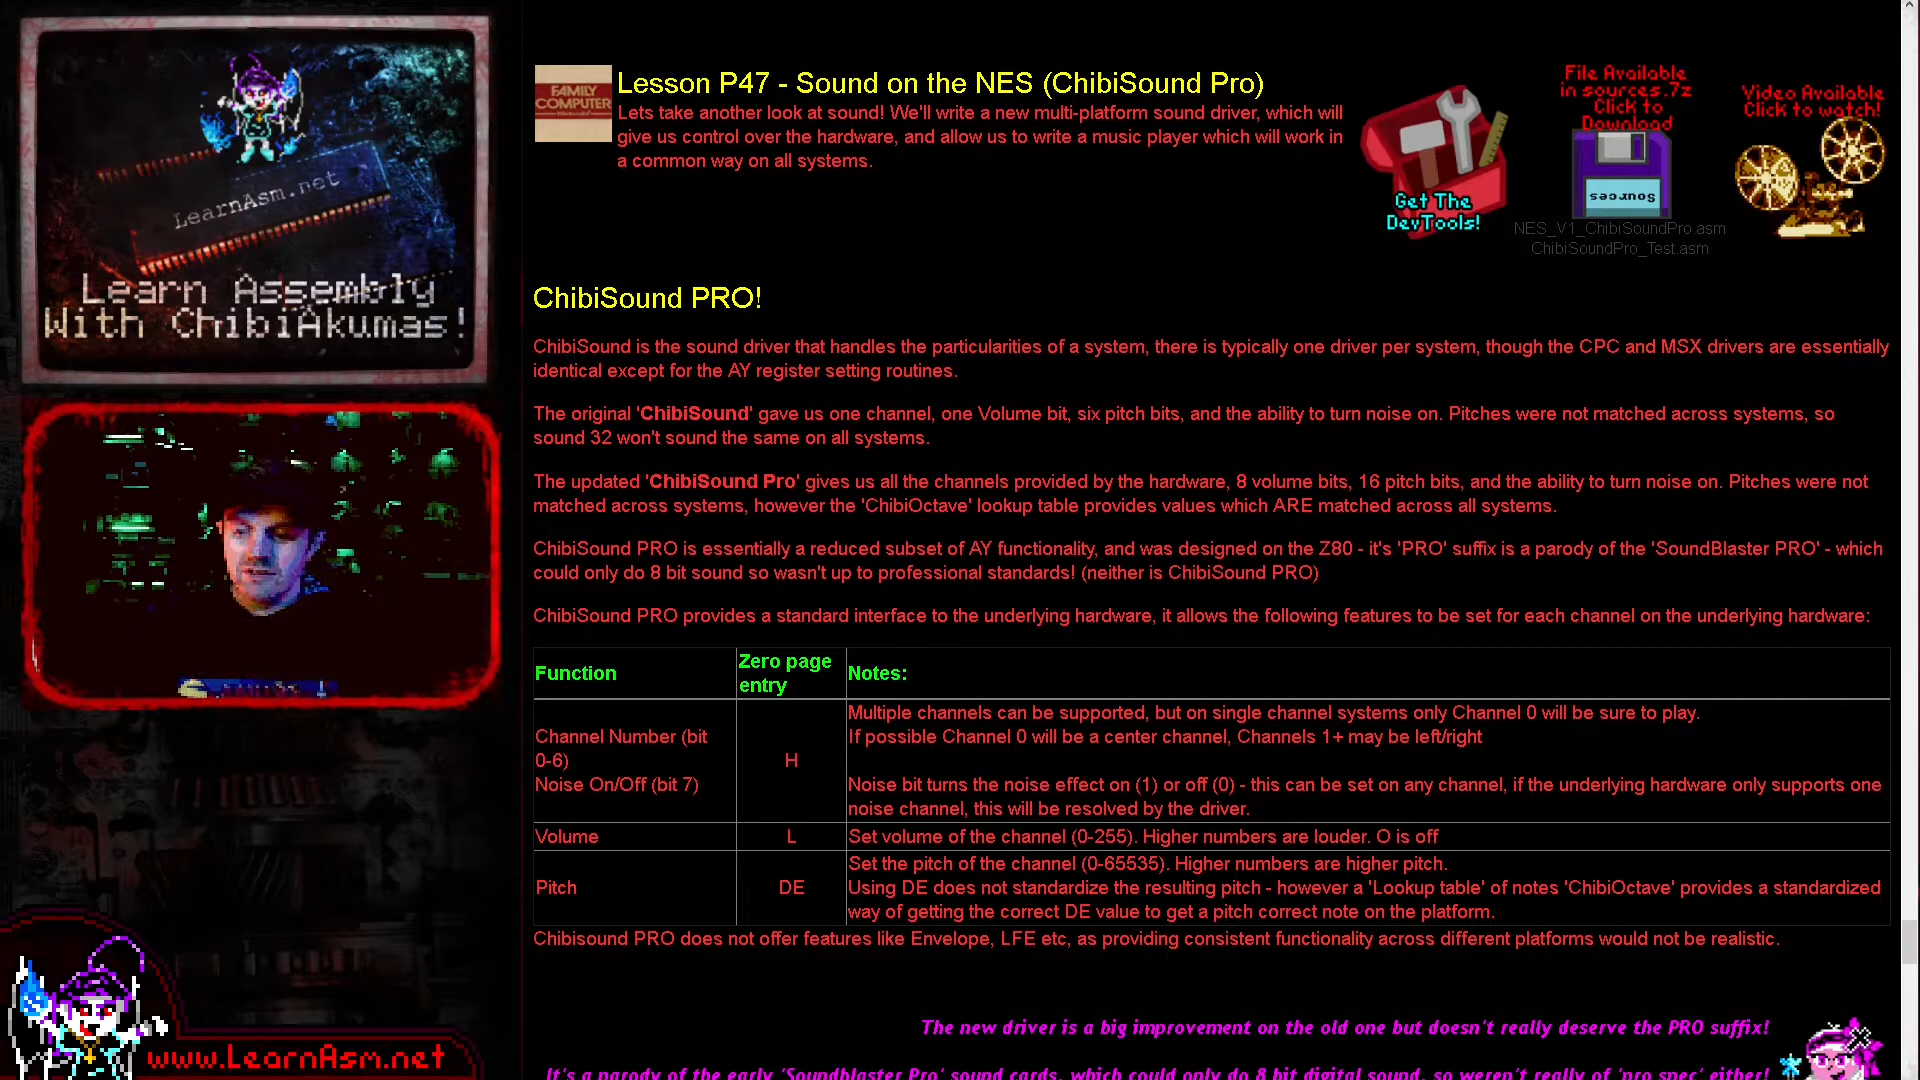 LearnAsm.net
Learn Assembly
With ChibiAkumas!
www.LearnAsm.net
FAMILY
COMPUTER
Lesson P47 - Sound on the NES (ChibiSound Pro)
Lets take another look at sound! We'll write a new multi-platform sound driver, which will
give us control over the hardware, and allow us to write a music player which will work in
a common way on all systems.
Get The
DevTools!
File Available
in sources.7z
Click to
Download
Sources
NES_V1_ChibiSoundPro.asm
ChibiSoundPro_Test.asm
Video Available
Click to watch!
ChibiSound PRO!
ChibiSound is the sound driver that handles the particularities of a system, there is typically one driver per system, though the CPC and MSX drivers are essentially
identical except for the AY register setting routines.
The original 'ChibiSound' gave us one channel, one Volume bit, six pitch bits, and the ability to turn noise on. Pitches were not matched across systems, so
sound 32 won't sound the same on all systems.
The updated 'ChibiSound Pro' gives us all the channels provided by the hardware, 8 volume bits, 16 pitch bits, and the ability to turn noise on. Pitches were not
matched across systems, however the 'ChibiOctave' lookup table provides values which ARE matched across all systems.
ChibiSound PRO is essentially a reduced subset of AY functionality, and was designed on the Z80 - it's 'PRO' suffix is a parody of the 'SoundBlaster PRO' - which
could only do 8 bit sound so wasn't up to professional standards! (neither is ChibiSound PRO)
ChibiSound PRO provides a standard interface to the underlying hardware, it allows the following features to be set for each channel on the underlying hardware:
Function
Zero page
entry
Notes:
Channel Number (bit
0-6)
Noise On/Off (bit 7)
H
Multiple channels can be supported, but on single channel systems only Channel 0 will be sure to play.
If possible Channel 0 will be a center channel, Channels 1+ may be left/right
Noise bit turns the noise effect on (1) or off (0) - this can be set on any channel, if the underlying hardware only supports one
noise channel, this will be resolved by the driver.
Volume
L
Set volume of the channel (0-255). Higher numbers are louder. O is off
Pitch
DE
Set the pitch of the channel (0-65535). Higher numbers are higher pitch.
Using DE does not standardize the resulting pitch - however a 'Lookup table' of notes 'ChibiOctave' provides a standardized
way of getting the correct DE value to get a pitch correct note on the platform.
Chibisound PRO does not offer features like Envelope, LFE etc, as providing consistent functionality across different platforms would not be realistic.
The new driver is a big improvement on the old one but doesn't really deserve the PRO suffix!
It's a parody of the early 'Soundblaster Pro' sound cards, which could only do 8 bit digital sound, so weren't really of 'pro spec' either!